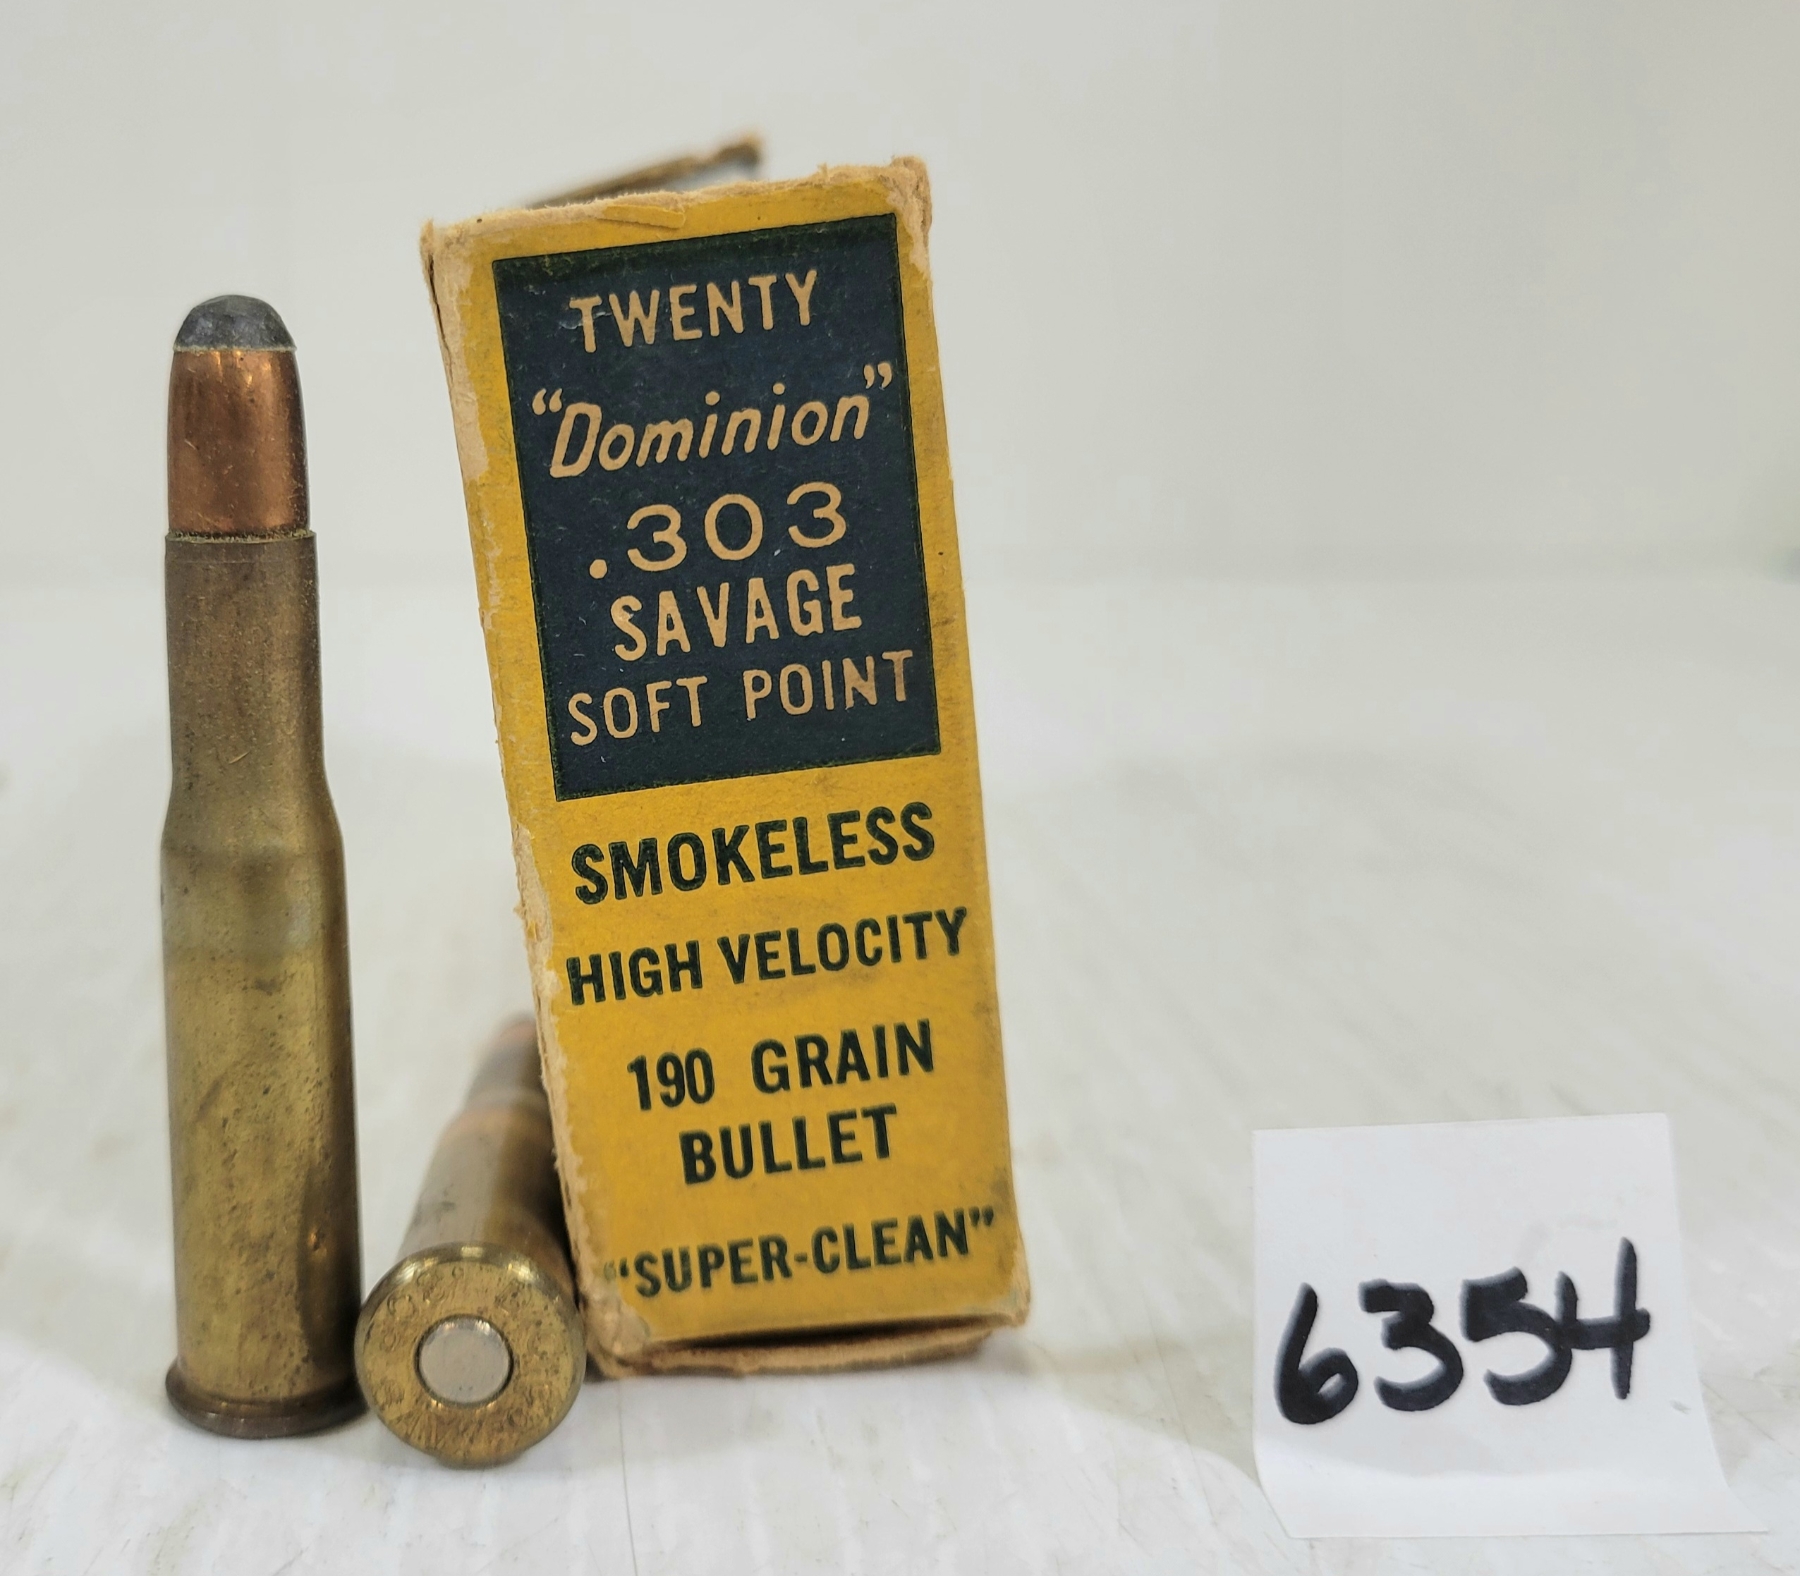 TWENTY
"Dominion"
.303
SAVAGE
SOFT POINT
SMOKELESS
HIGH VELOCITY
190 GRAIN
BULLET
"SUPER-CLEAN"
6354